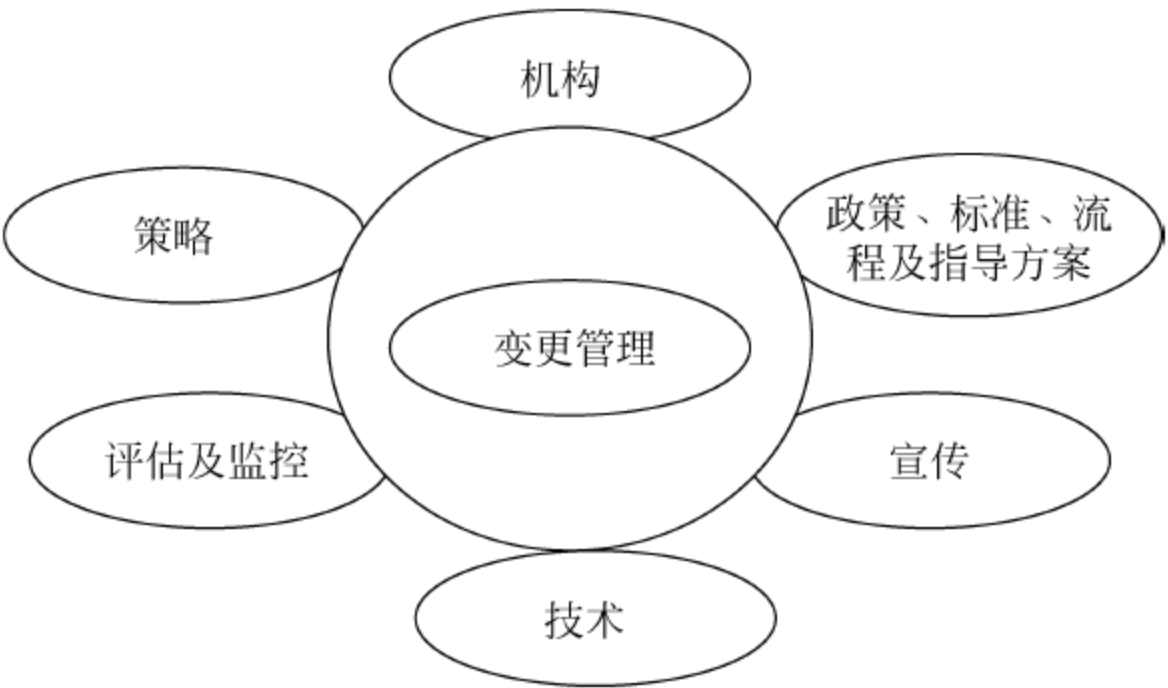 机构
策略
政策、标准、流
程及指导方案
变更管理
评估及监控
宣传
技术